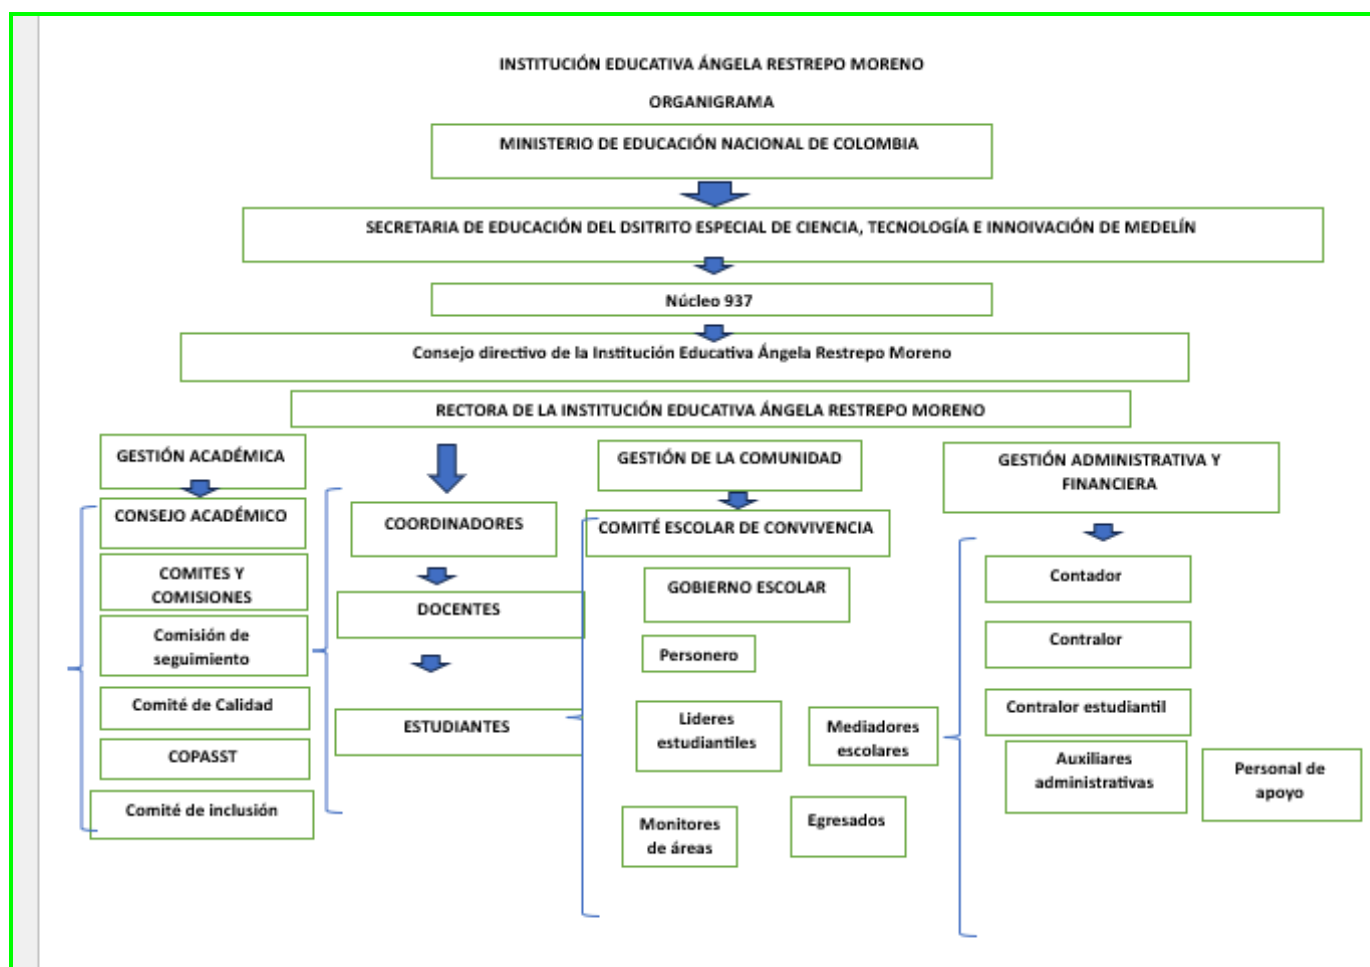 INSTITUCIÓN EDUCATIVA ÁNGELA RESTREPO MORENO
ORGANIGRAMA
MINISTERIO DE EDUCACIÓN NACIONAL DE COLOMBIA
SECRETARIA DE EDUCACIÓN DEL DSITRITO ESPECIAL DE CIENCIA, TECNOLOGÍA E INNOIVACIÓN DE MEDELÍN
Núcleo 937
Consejo directivo de la Institución Educativa Ángela Restrepo Moreno
RECTORA DE LA INSTITUCIÓN EDUCATIVA ÁNGELA RESTREPO MORENO
GESTIÓN ACADÉMICA
CONSEJO ACADÉMICO
COMITES Y
COMISIONES
Comisión de
seguimiento
Comité de Calidad
COPASST
Comité de inclusión
COORDINADORES
DOCENTES
ESTUDIANTES
GESTIÓN DE LA COMUNIDAD
COMITÉ ESCOLAR DE CONVIVENCIA
GOBIERNO ESCOLAR
Personero
Lideres
estudiantiles
Mediadores
escolares
Monitores
de áreas
Egresados
GESTIÓN ADMINISTRATIVA Y
FINANCIERA
Contador
Contralor
Contralor estudiantil
Auxiliares
administrativas
Personal de
apoyo